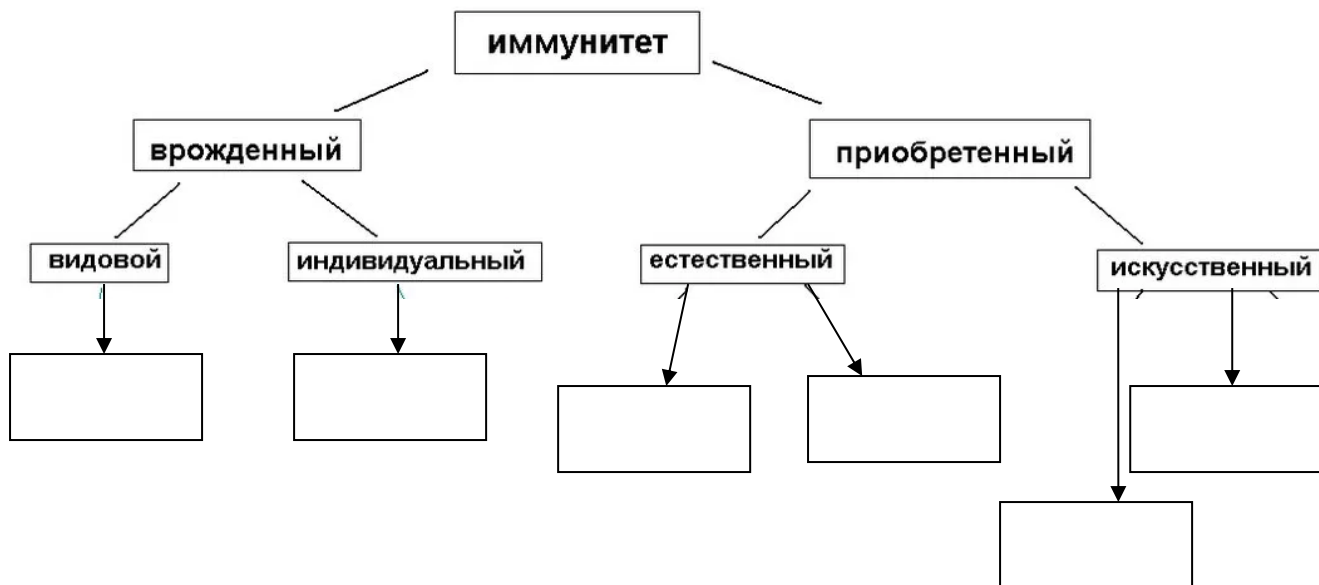 иммунитет
врожденный
приобретенный
видовой
индивидуальный
естественный
искусственный